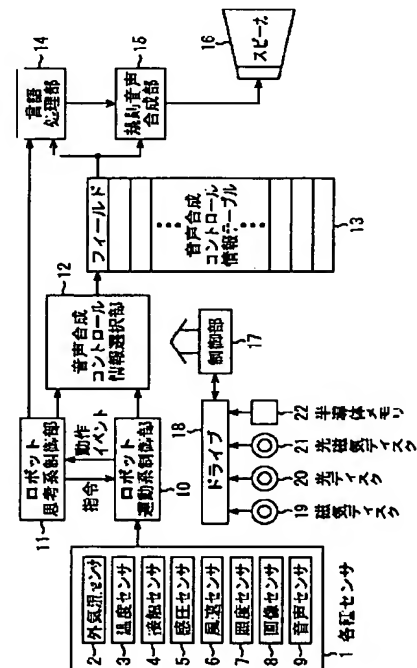 1 各種センサ
2 外気温センサ
3 温度センサ
4 接触センサ
5 感圧センサ
6 風速センサ
7 照度センサ
8 画像センサ
9 音声センサ
11
ロボット
思考系制御部
指令
動作
イベント
ロボット
運動系制御部
10
12
音声合成
コントロール
情報選択部
フィールド
音声合成
コントロール
情報テーブル
13
14
言語
処理部
15
規則音声
合成部
16
スピーカ
17
制御部
18
ドライブ
19 磁気ディスク
20 光ディスク
21 光磁気ディスク
22 半導体メモリ